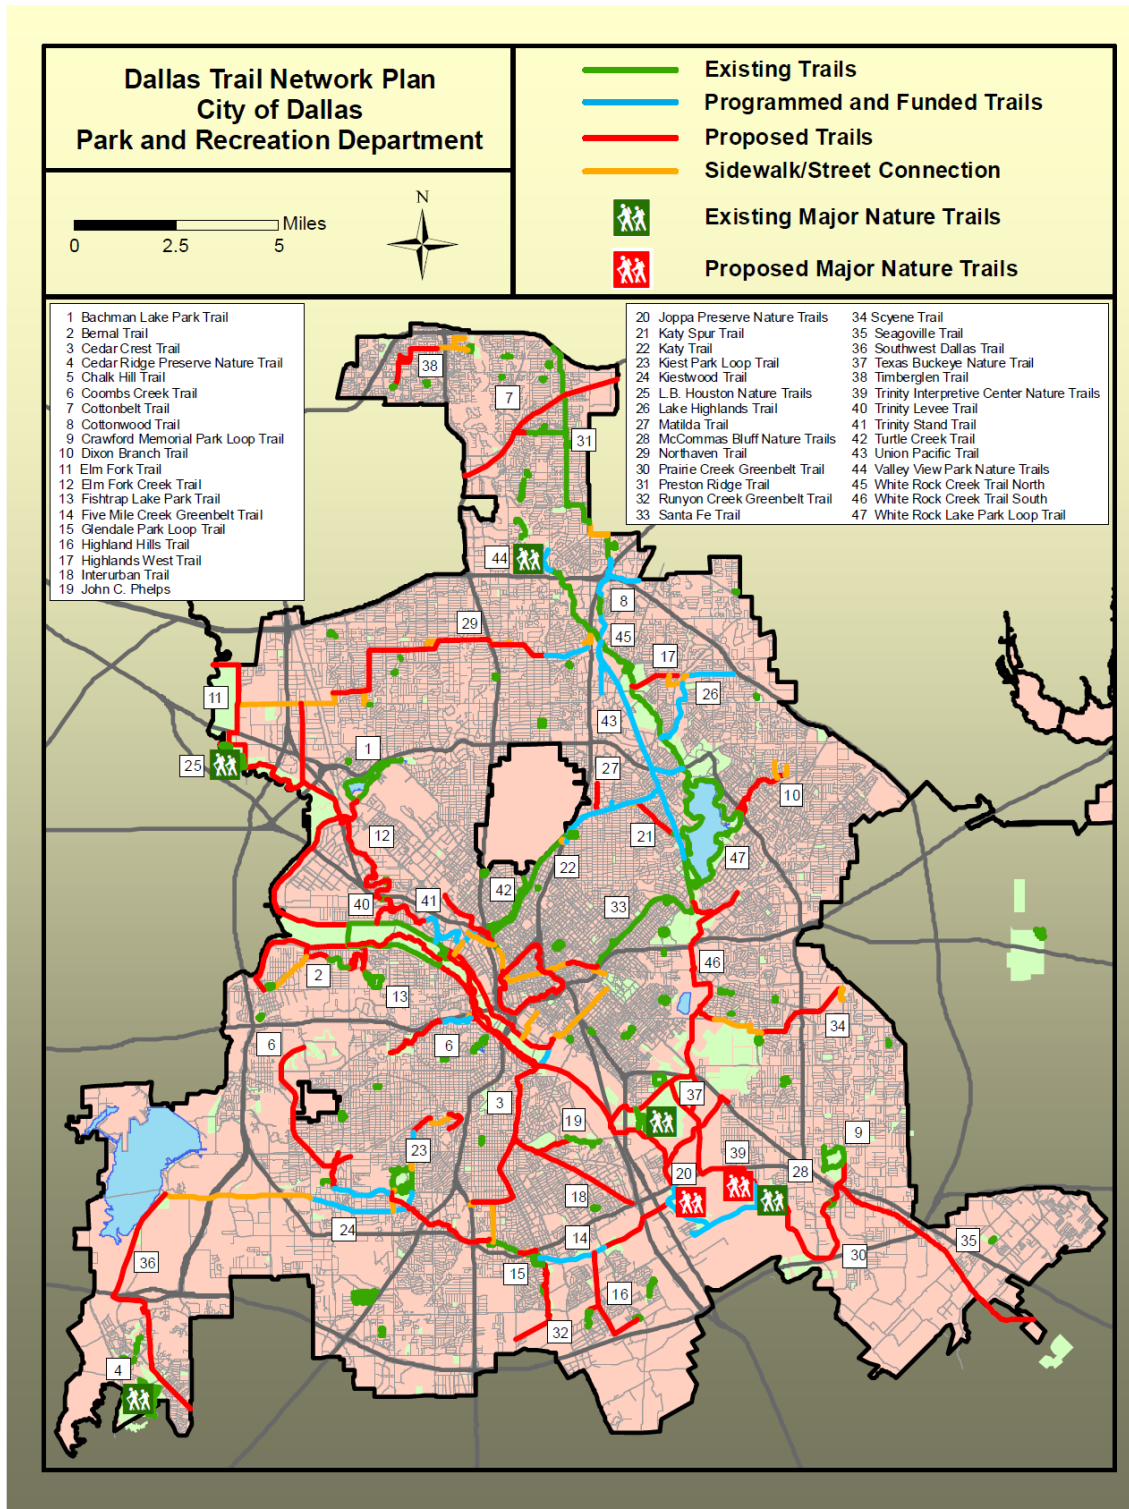 Dallas Trail Network Plan
City of Dallas
Park and Recreation Department
Existing Trails
Programmed and Funded Trails
Proposed Trails
Sidewalk/Street Connection
Existing Major Nature Trails
Proposed Major Nature Trails
N
Miles
0 2.5 5
1 Bachman Lake Park Trail
2 Bernal Trail
3 Cedar Crest Trail
4 Cedar Ridge Preserve Nature Trail
5 Chalk Hill Trail
6 Coombs Creek Trail
7 Cottonbelt Trail
8 Cottonwood Trail
9 Crawford Memorial Park Loop Trail
10 Dixon Branch Trail
11 Elm Fork Trail
12 Elm Fork Creek Trail
13 Fishtrap Lake Park Trail
14 Five Mile Creek Greenbelt Trail
15 Glendale Park Loop Trail
16 Highland Hills Trail
17 Highlands West Trail
18 Interurban Trail
19 John C. Phelps
20 Joppa Preserve Nature Trails
21 Katy Spur Trail
22 Katy Trail
23 Kiest Park Loop Trail
24 Kiestwood Trail
25 L.B. Houston Nature Trails
26 Lake Highlands Trail
27 Matilda Trail
28 McCommas Bluff Nature Trails
29 Northaven Trail
30 Prairie Creek Greenbelt Trail
31 Preston Ridge Trail
32 Runyon Creek Greenbelt Trail
33 Santa Fe Trail
34 Scyene Trail
35 Seagoville Trail
36 Southwest Dallas Trail
37 Texas Buckeye Nature Trail
38 Timberglen Trail
39 Trinity Interpretive Center Nature Trails
40 Trinity Levee Trail
41 Trinity Stand Trail
42 Turtle Creek Trail
43 Union Pacific Trail
44 Valley View Park Nature Trails
45 White Rock Creek Trail North
46 White Rock Creek Trail South
47 White Rock Lake Park Loop Trail
38
7
31
44
8
29
45
17
11
26
43
1
25
27
10
12
21
22
47
42
41
40
33
46
2
13
34
6
6
37
3
19
9
23
39
20
28
18
24
14
35
36
30
15
16
32
4